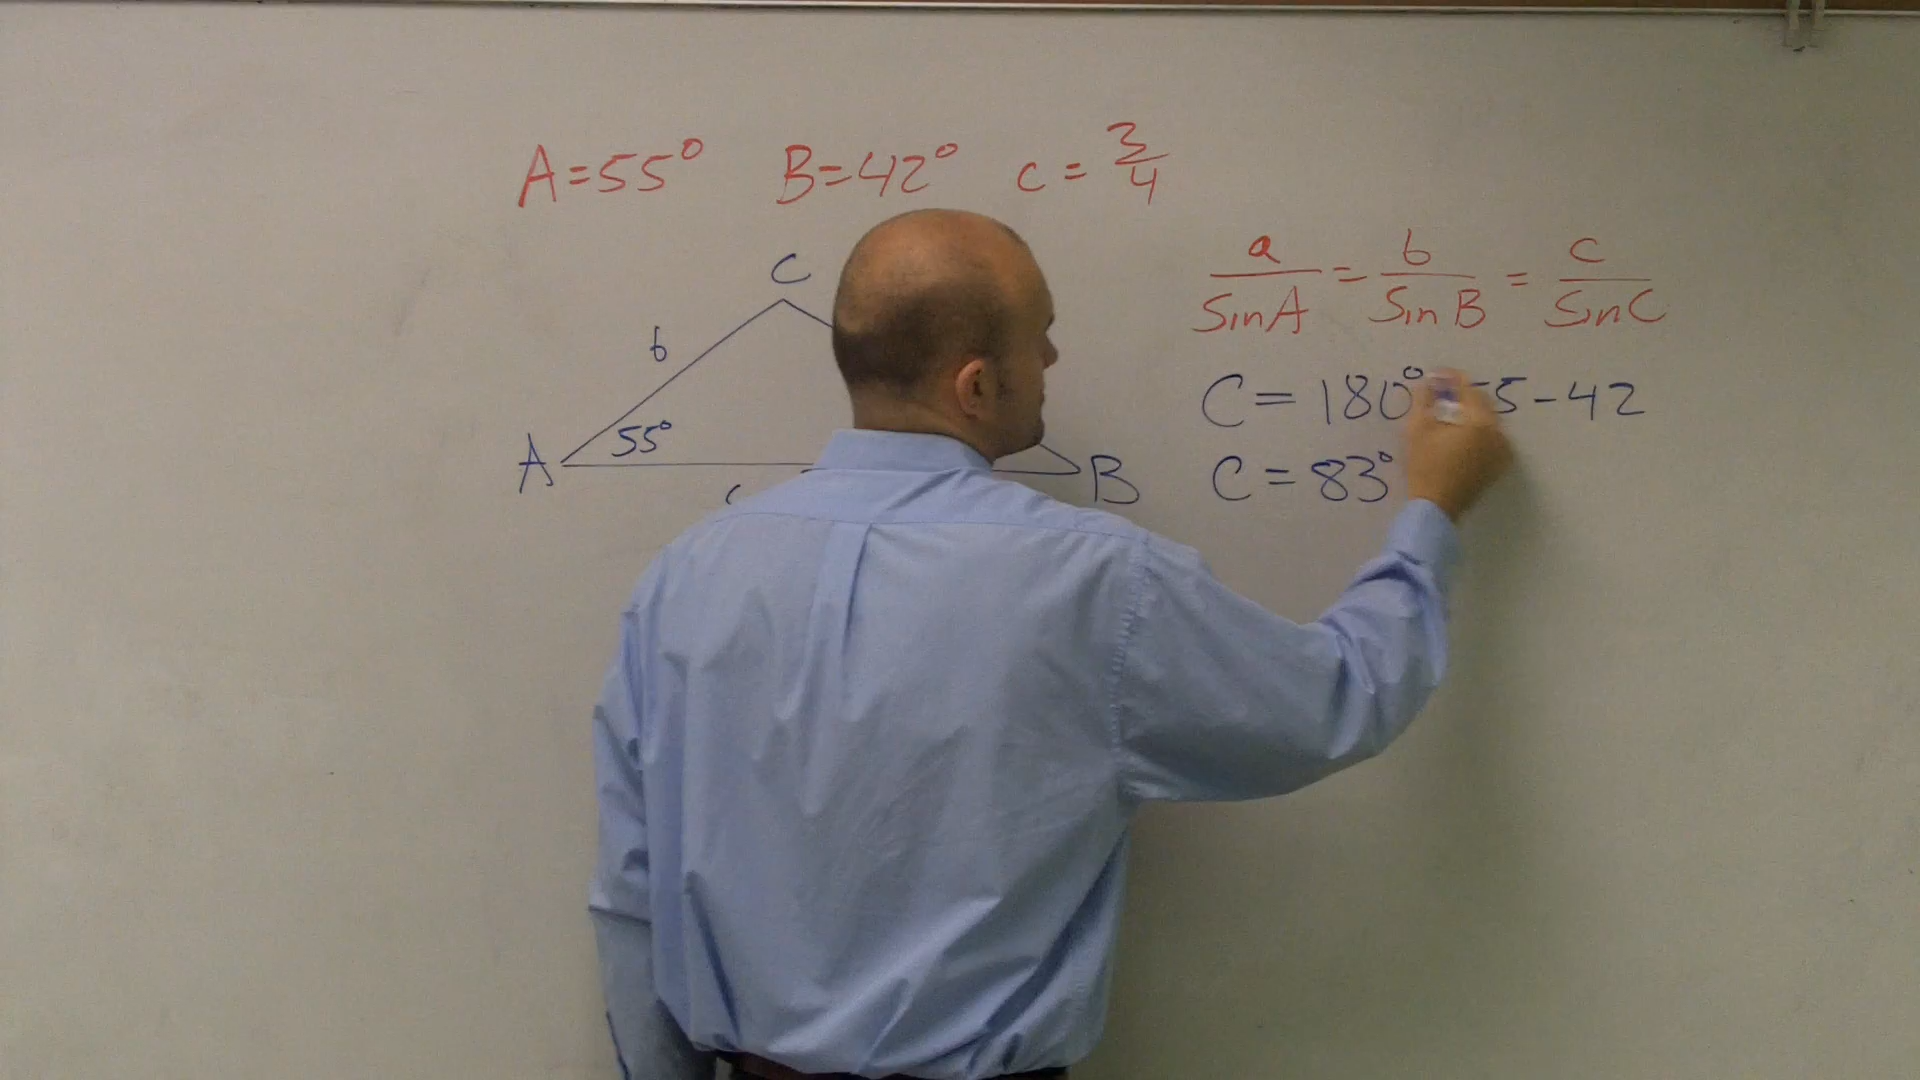 A=55° B=42° c=3/4
a/SinA = b/SinB = c/SinC
C
b
C=180° 5-42
55°
A
B
C=83°
c